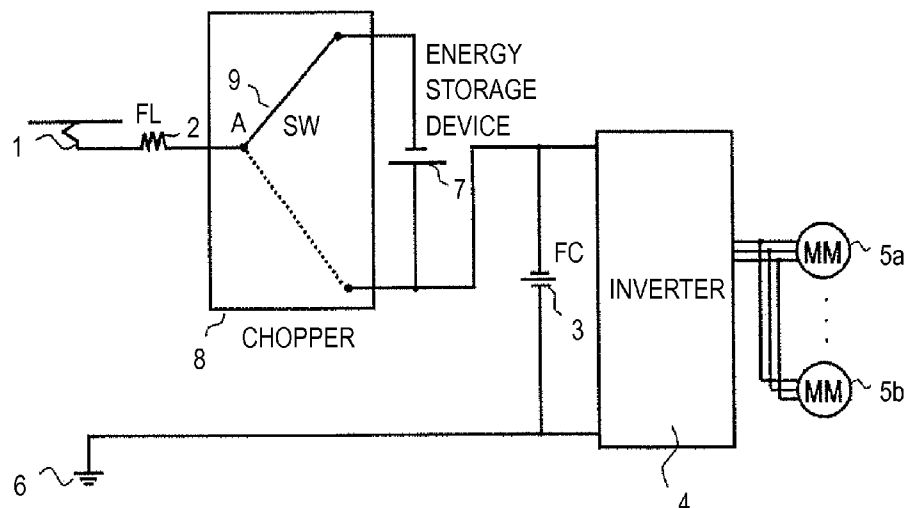 ENERGY
STORAGE
DEVICE
9
FL
2
A
SW
1
7
FC
3
INVERTER
MM
5a
MM
5b
8
CHOPPER
6
4